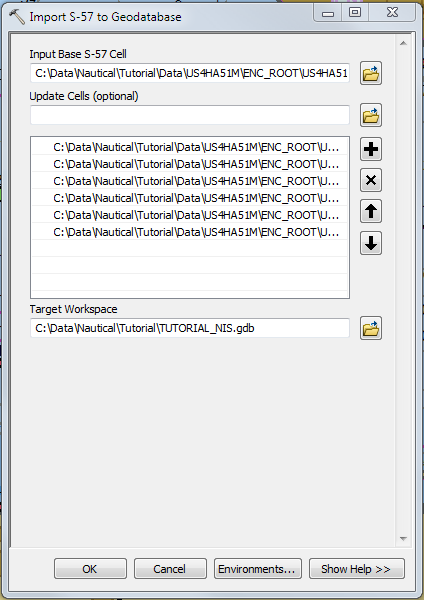 Import S-57 to Geodatabase
Input Base S-57 Cell
C:\Data\Nautical\Tutorial\Data\US4HA51M\ENC_ROOT\US4HA51
Update Cells (optional)
C:\Data\Nautical\Tutorial\Data\US4HA51M\ENC_ROOT\U...
C:\Data\Nautical\Tutorial\Data\US4HA51M\ENC_ROOT\U...
C:\Data\Nautical\Tutorial\Data\US4HA51M\ENC_ROOT\U...
C:\Data\Nautical\Tutorial\Data\US4HA51M\ENC_ROOT\U...
C:\Data\Nautical\Tutorial\Data\US4HA51M\ENC_ROOT\U...
C:\Data\Nautical\Tutorial\Data\US4HA51M\ENC_ROOT\U...
Target Workspace
C:\Data\Nautical\Tutorial\TUTORIAL_NIS.gdb
OK Cancel Environments... Show Help >>